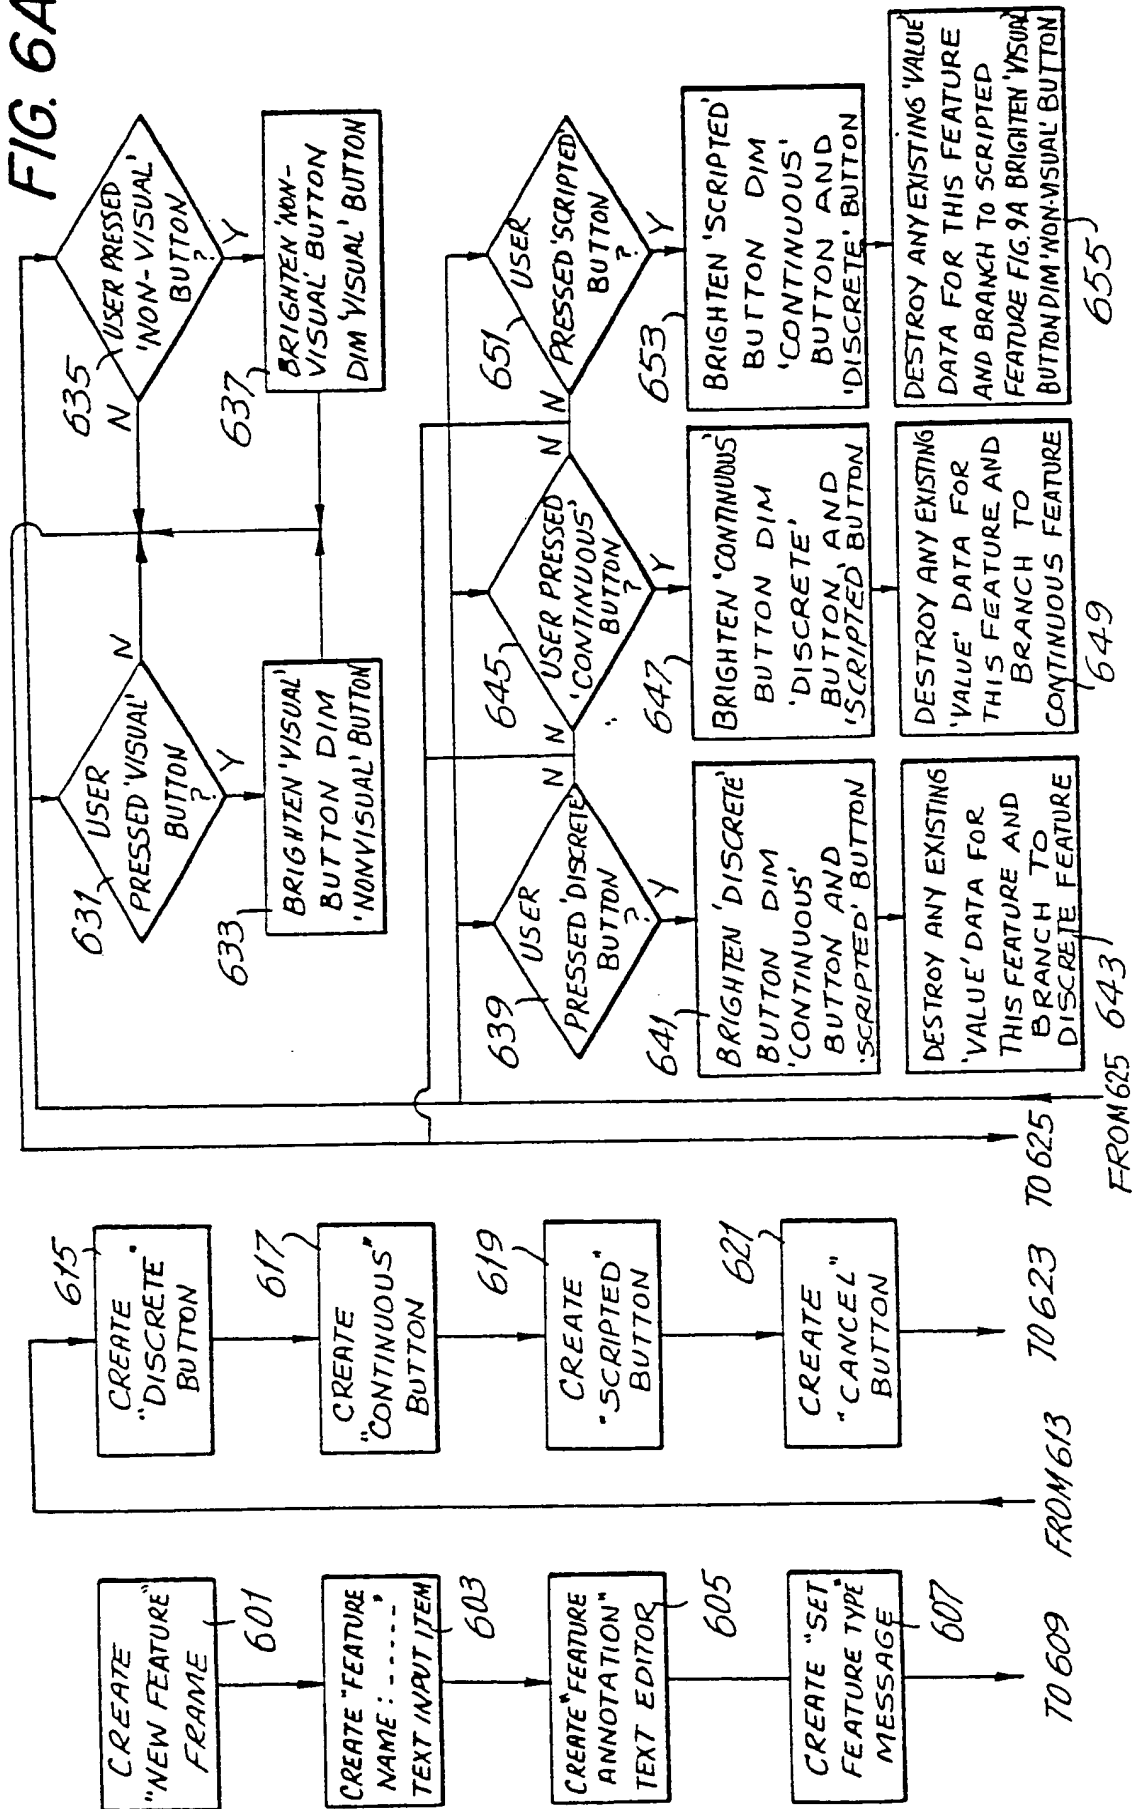 FIG. 6A
CREATE
"NEW FEATURE"
FRAME
601
CREATE "FEATURE
NAME: -----"
TEXT INPUT ITEM
603
CREATE "FEATURE
ANNOTATION"
TEXT EDITOR
605
CREATE "SET
FEATURE TYPE"
MESSAGE
607
TO 609
FROM 613
615
CREATE
"DISCRETE"
BUTTON
617
CREATE
"CONTINUOUS"
BUTTON
619
CREATE
"SCRIPTED"
BUTTON
621
CREATE
"CANCEL"
BUTTON
TO 623
TO 625
FROM 625
631
USER
PRESSED 'VISUAL'
BUTTON
?
N
Y
633
BRIGHTEN 'VISUAL'
BUTTON DIM
'NONVISUAL' BUTTON
635
USER PRESSED
'NON-VISUAL'
BUTTON
?
N
Y
637
BRIGHTEN 'NON-
VISUAL' BUTTON
DIM 'VISUAL' BUTTON
639
USER
PRESSED 'DISCRETE'
BUTTON
?
N
Y
641
BRIGHTEN 'DISCRETE'
BUTTON DIM
'CONTINUOUS'
BUTTON AND
'SCRIPTED' BUTTON
DESTROY ANY EXISTING
'VALUE' DATA FOR
THIS FEATURE AND
BRANCH TO
DISCRETE FEATURE
643
645
USER PRESSED
'CONTINUOUS'
BUTTON
?
N
N
Y
647
BRIGHTEN 'CONTINUOUS'
BUTTON DIM
'DISCRETE'
BUTTON AND
'SCRIPTED' BUTTON
DESTROY ANY EXISTING
'VALUE' DATA FOR
THIS FEATURE AND
BRANCH TO
CONTINUOUS FEATURE
649
651
USER
PRESSED 'SCRIPTED'
BUTTON
?
N
Y
653
BRIGHTEN 'SCRIPTED'
BUTTON DIM
'CONTINUOUS'
BUTTON AND
'DISCRETE' BUTTON
DESTROY ANY EXISTING 'VALUE'
DATA FOR THIS FEATURE
AND BRANCH TO SCRIPTED
FEATURE FIG. 9A BRIGHTEN 'VISUAL'
BUTTON DIM 'NON-VISUAL' BUTTON
655